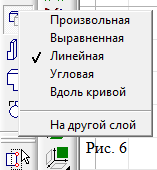 Произвольная
Выравненная
Линейная
Угловая
Вдоль кривой
На другой слой
Рис. 6